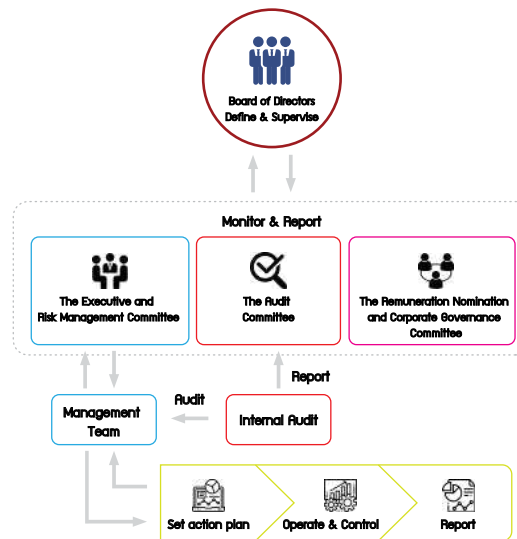 Board of Directors
Define & Supervise
Monitor & Report
The Executive and
Risk Management Committee
The Audit
Committee
The Remuneration Nomination
and Corporate Governance
Committee
Report
Audit
Management
Team
Internal Audit
Set action plan
Operate & Control
Report